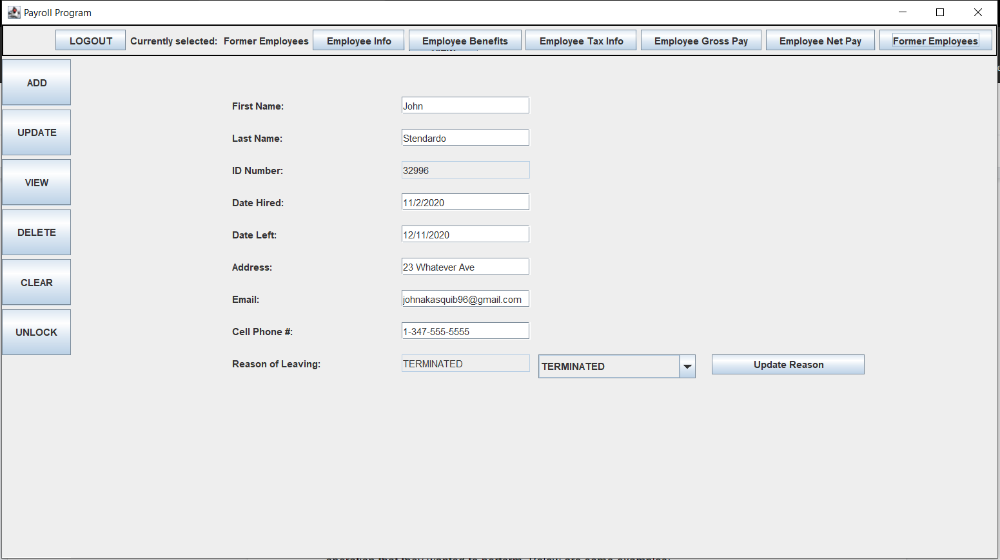 Payroll Program
LOGOUT Currently selected: Former Employees Employee Info Employee Benefits Employee Tax Info Employee Gross Pay Employee Net Pay Former Employees
ADD
UPDATE
VIEW
DELETE
CLEAR
UNLOCK
First Name: John
Last Name: Stendardo
ID Number: 32996
Date Hired: 11/2/2020
Date Left: 12/11/2020
Address: 23 Whatever Ave
Email: johnakasquib96@gmail.com
Cell Phone #: 1-347-555-5555
Reason of Leaving: TERMINATED TERMINATED Update Reason